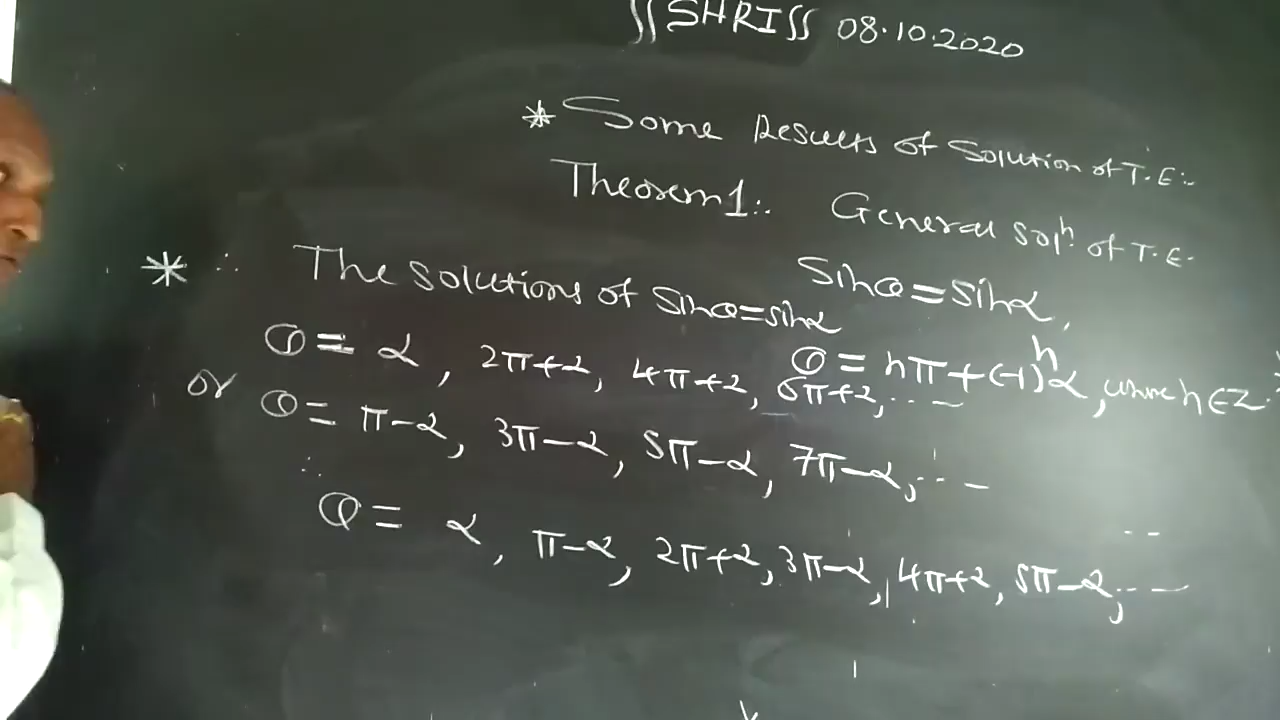 ∫∫ SHRI ∫∫ 08.10.2020
* Some Results of Solution of T.E:-
Theorem 1:. General solⁿ. of T.E.
sinθ = sinα,
θ = nπ + (-1)ⁿα, where n ∈ Z.
* ∴ The solutions of sinθ = sinα
θ = α, 2π+α, 4π+α, 6π+α, ...
or θ = π-α, 3π-α, 5π-α, 7π-α, ...
∴
θ = α, π-α, 2π+α, 3π-α, 4π+α, 5π-α, ...